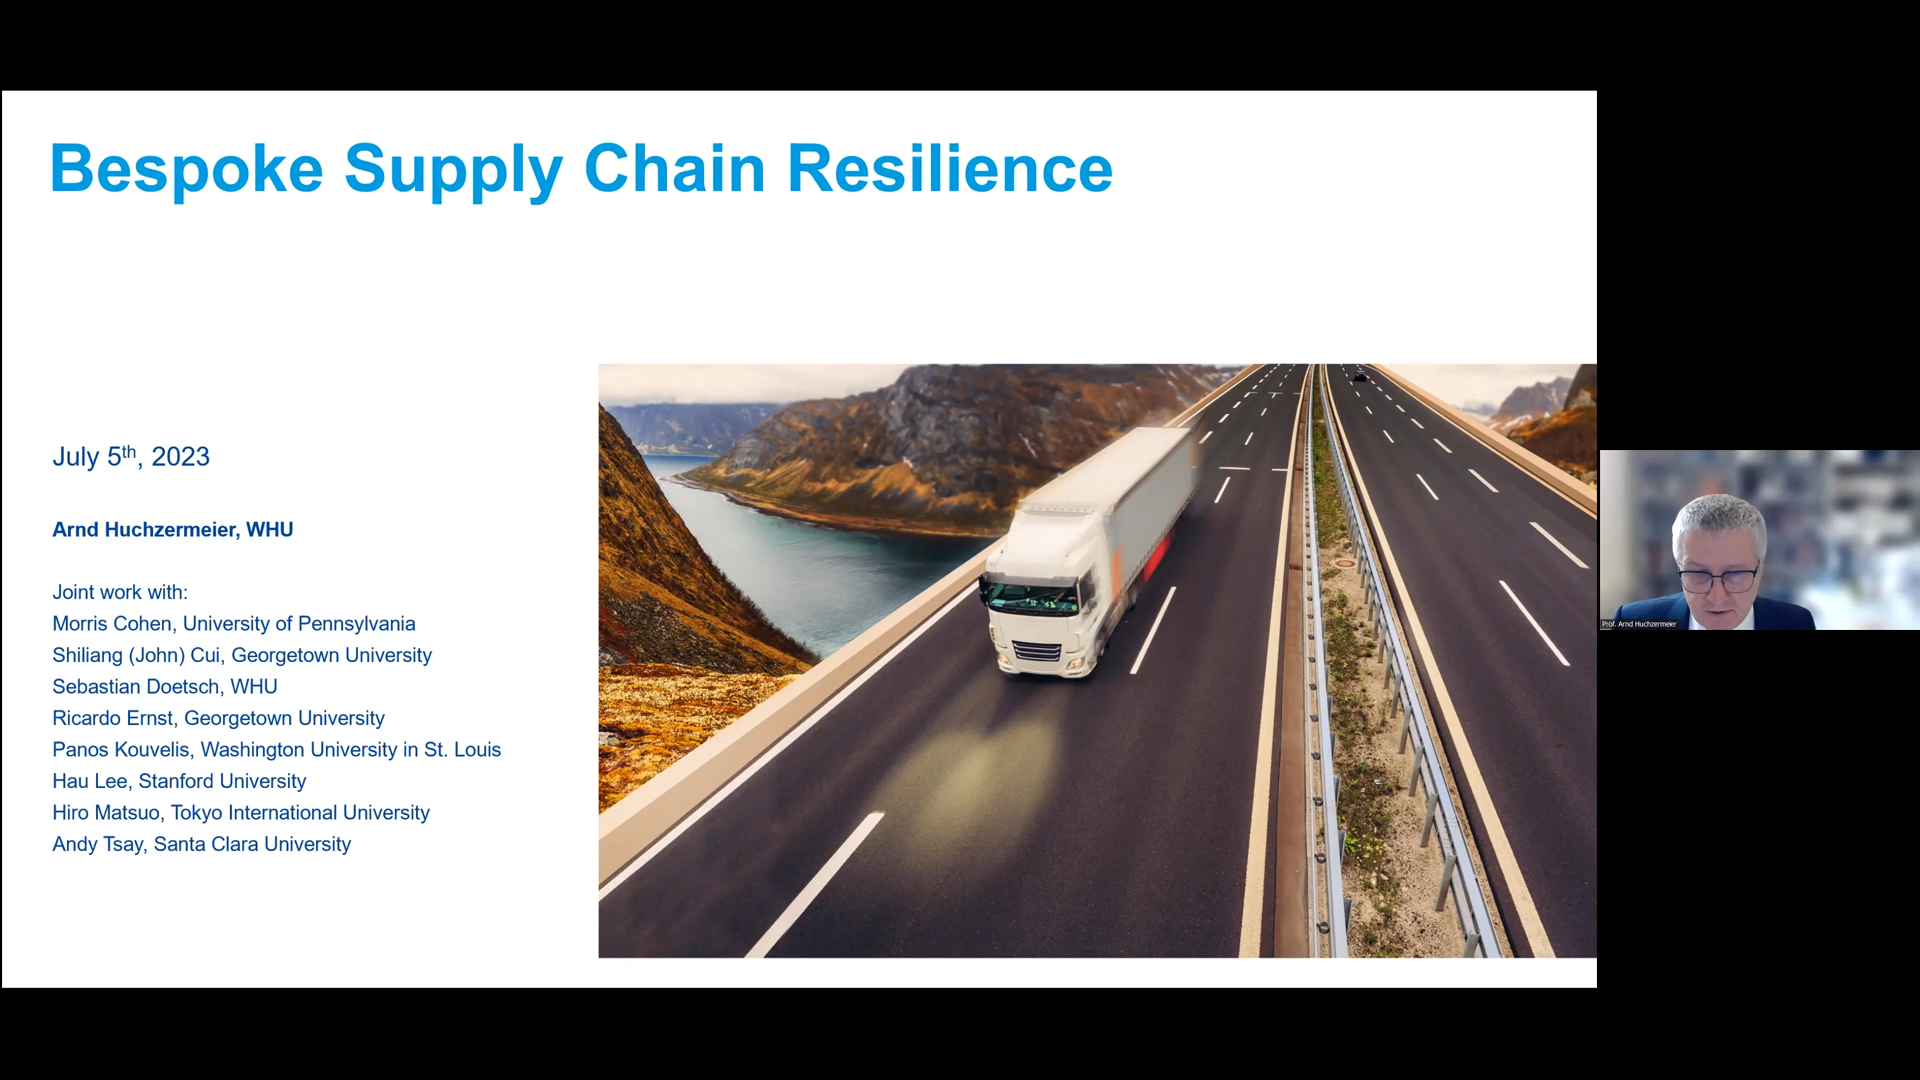 Bespoke Supply Chain Resilience
July 5th, 2023
Arnd Huchzermeier, WHU
Joint work with:
Morris Cohen, University of Pennsylvania
Shiliang (John) Cui, Georgetown University
Sebastian Doetsch, WHU
Ricardo Ernst, Georgetown University
Panos Kouvelis, Washington University in St. Louis
Hau Lee, Stanford University
Hiro Matsuo, Tokyo International University
Andy Tsay, Santa Clara University
Prof. Arnd Huchzermeier